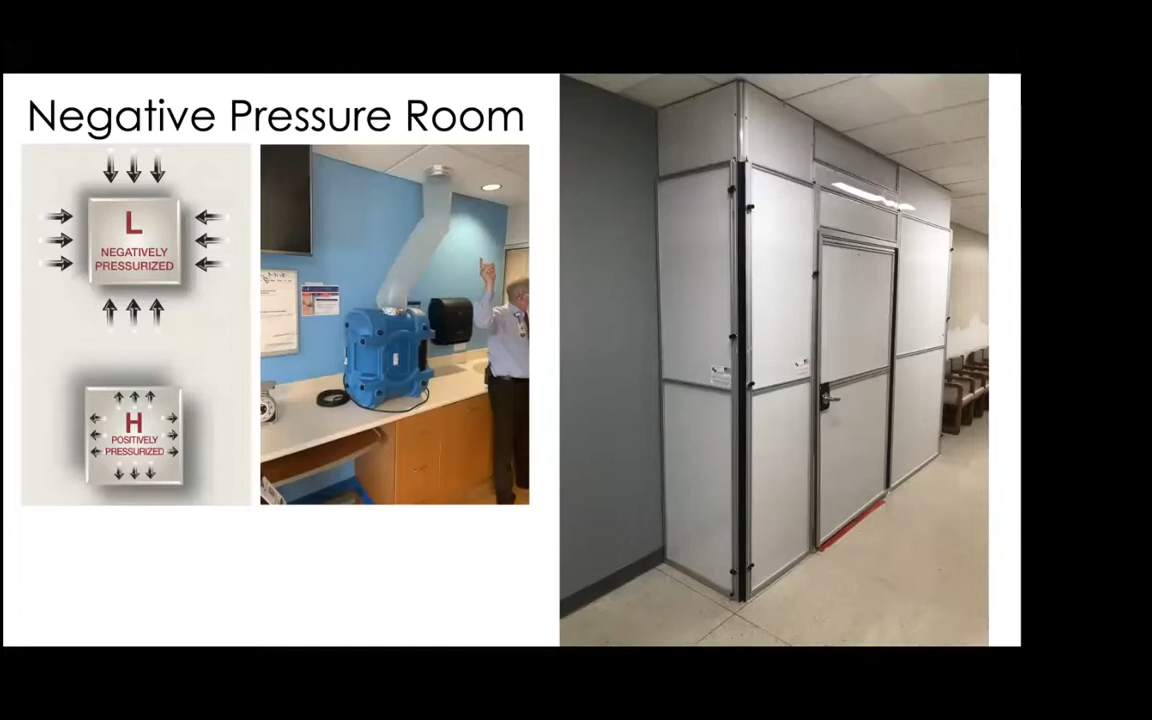 Negative Pressure Room
L
NEGATIVELY
PRESSURIZED
H
POSITIVELY
PRESSURIZED